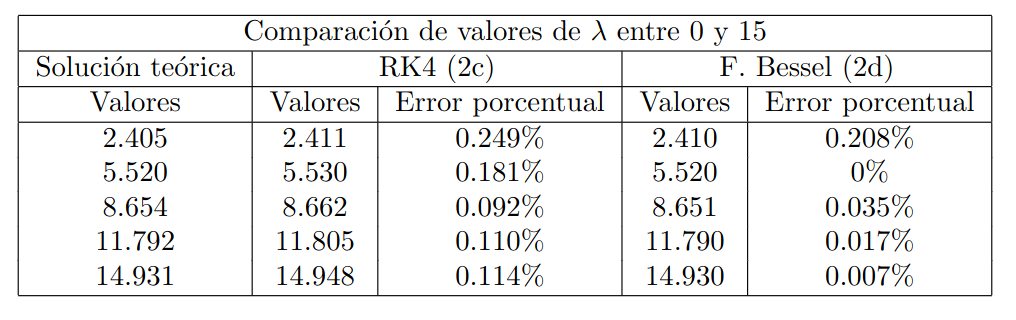 Comparación de valores de λ entre 0 y 15
Solución teórica RK4 (2c) F. Bessel (2d)
Valores Valores Error porcentual Valores Error porcentual
2.405 2.411 0.249% 2.410 0.208%
5.520 5.530 0.181% 5.520 0%
8.654 8.662 0.092% 8.651 0.035%
11.792 11.805 0.110% 11.790 0.017%
14.931 14.948 0.114% 14.930 0.007%